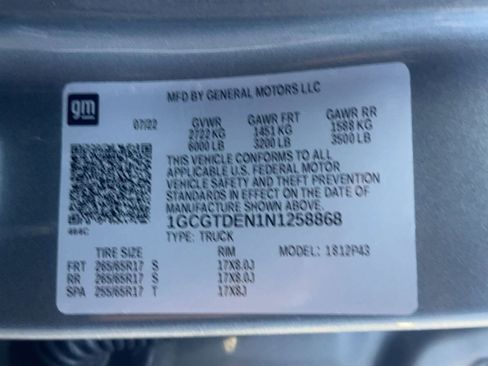 gm
MFD BY GENERAL MOTORS LLC
07/22 GVWR GAWR FRT GAWR RR
2722 KG 1451 KG 1588 KG
6000 LB 3200 LB 3500 LB
THIS VEHICLE CONFORMS TO ALL
APPLICABLE U.S. FEDERAL MOTOR
VEHICLE SAFETY AND THEFT PREVENTION
STANDARDS IN EFFECT ON THE DATE OF
MANUFACTURE SHOWN ABOVE.
1GCGTDEN1N1258868
TYPE: TRUCK MODEL: 1812P43
TIRE SIZE RIM
FRT 265/65R17 S 17X8.0J
RR 265/65R17 S 17X8.0J
SPA 255/65R17 T 17X8J